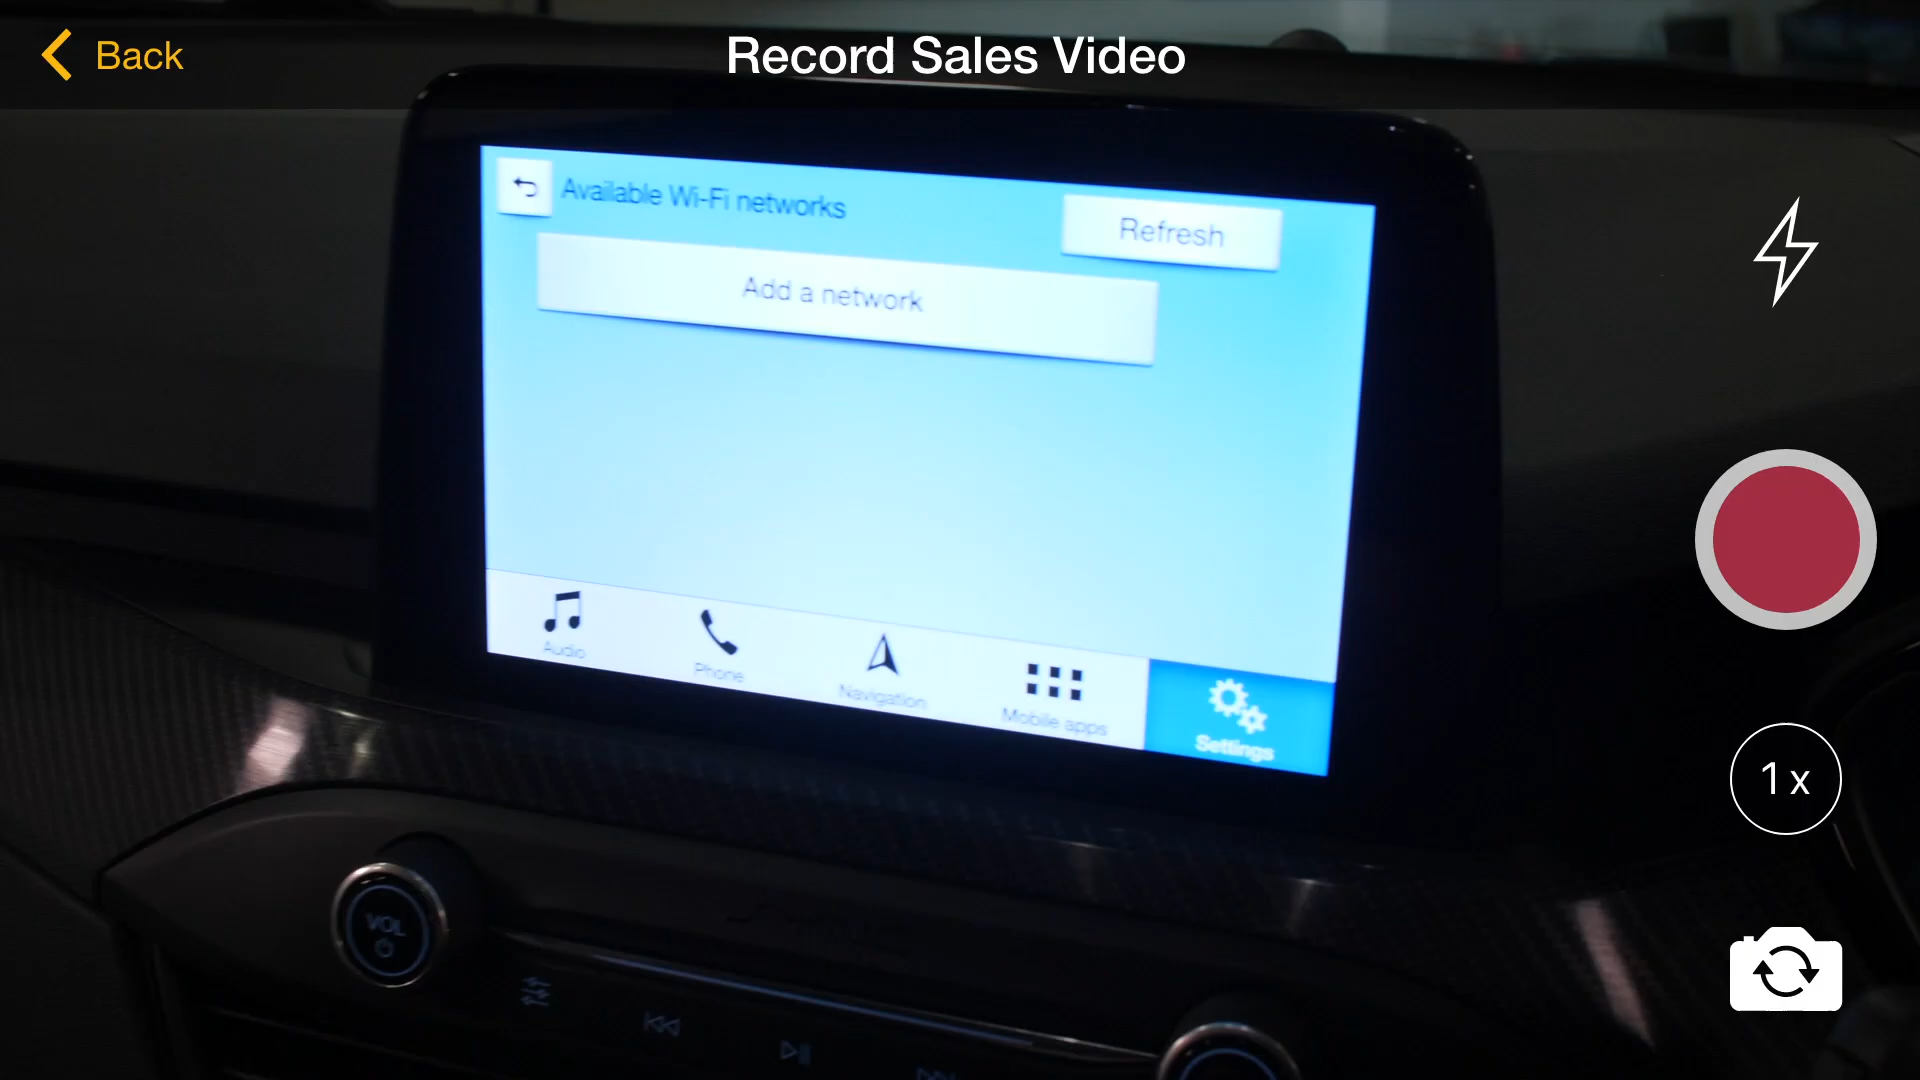 Back
Record Sales Video
Available Wi-Fi networks
Refresh
Add a network
Audio
Phone
Navigation
Mobile apps
Settings
1 x
VOL